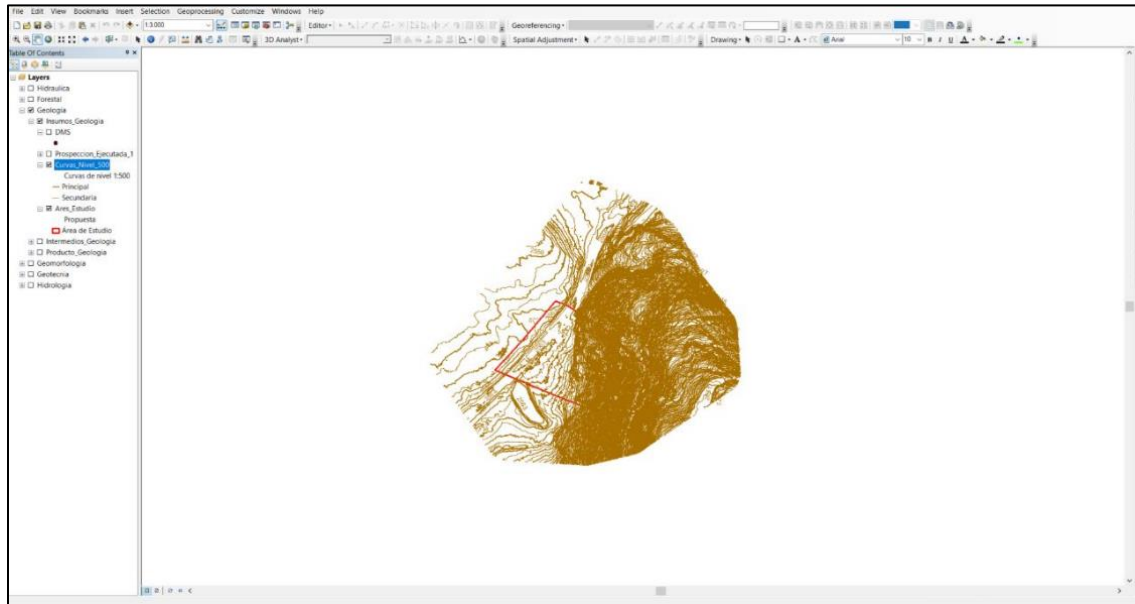 File Edit View Bookmarks Insert Selection Geoprocessing Customize Windows Help
1:3.000 Editor Georeferencing
3D Analyst Spatial Adjustment Drawing Arial 10 B I U A
Table Of Contents
Layers
Hidraulica
Forestal
Geología
Insumos_Geología
DMS
Prospeccion_Ejecutada_1
Curvas_Nivel_500
Curvas de nivel 1:500
Principal
Secundaria
Area_Estudio
Propuesta
Área de Estudio
Intermedios_Geologia
Producto_Geologia
Geomorfologia
Geotecnia
Hidrologia